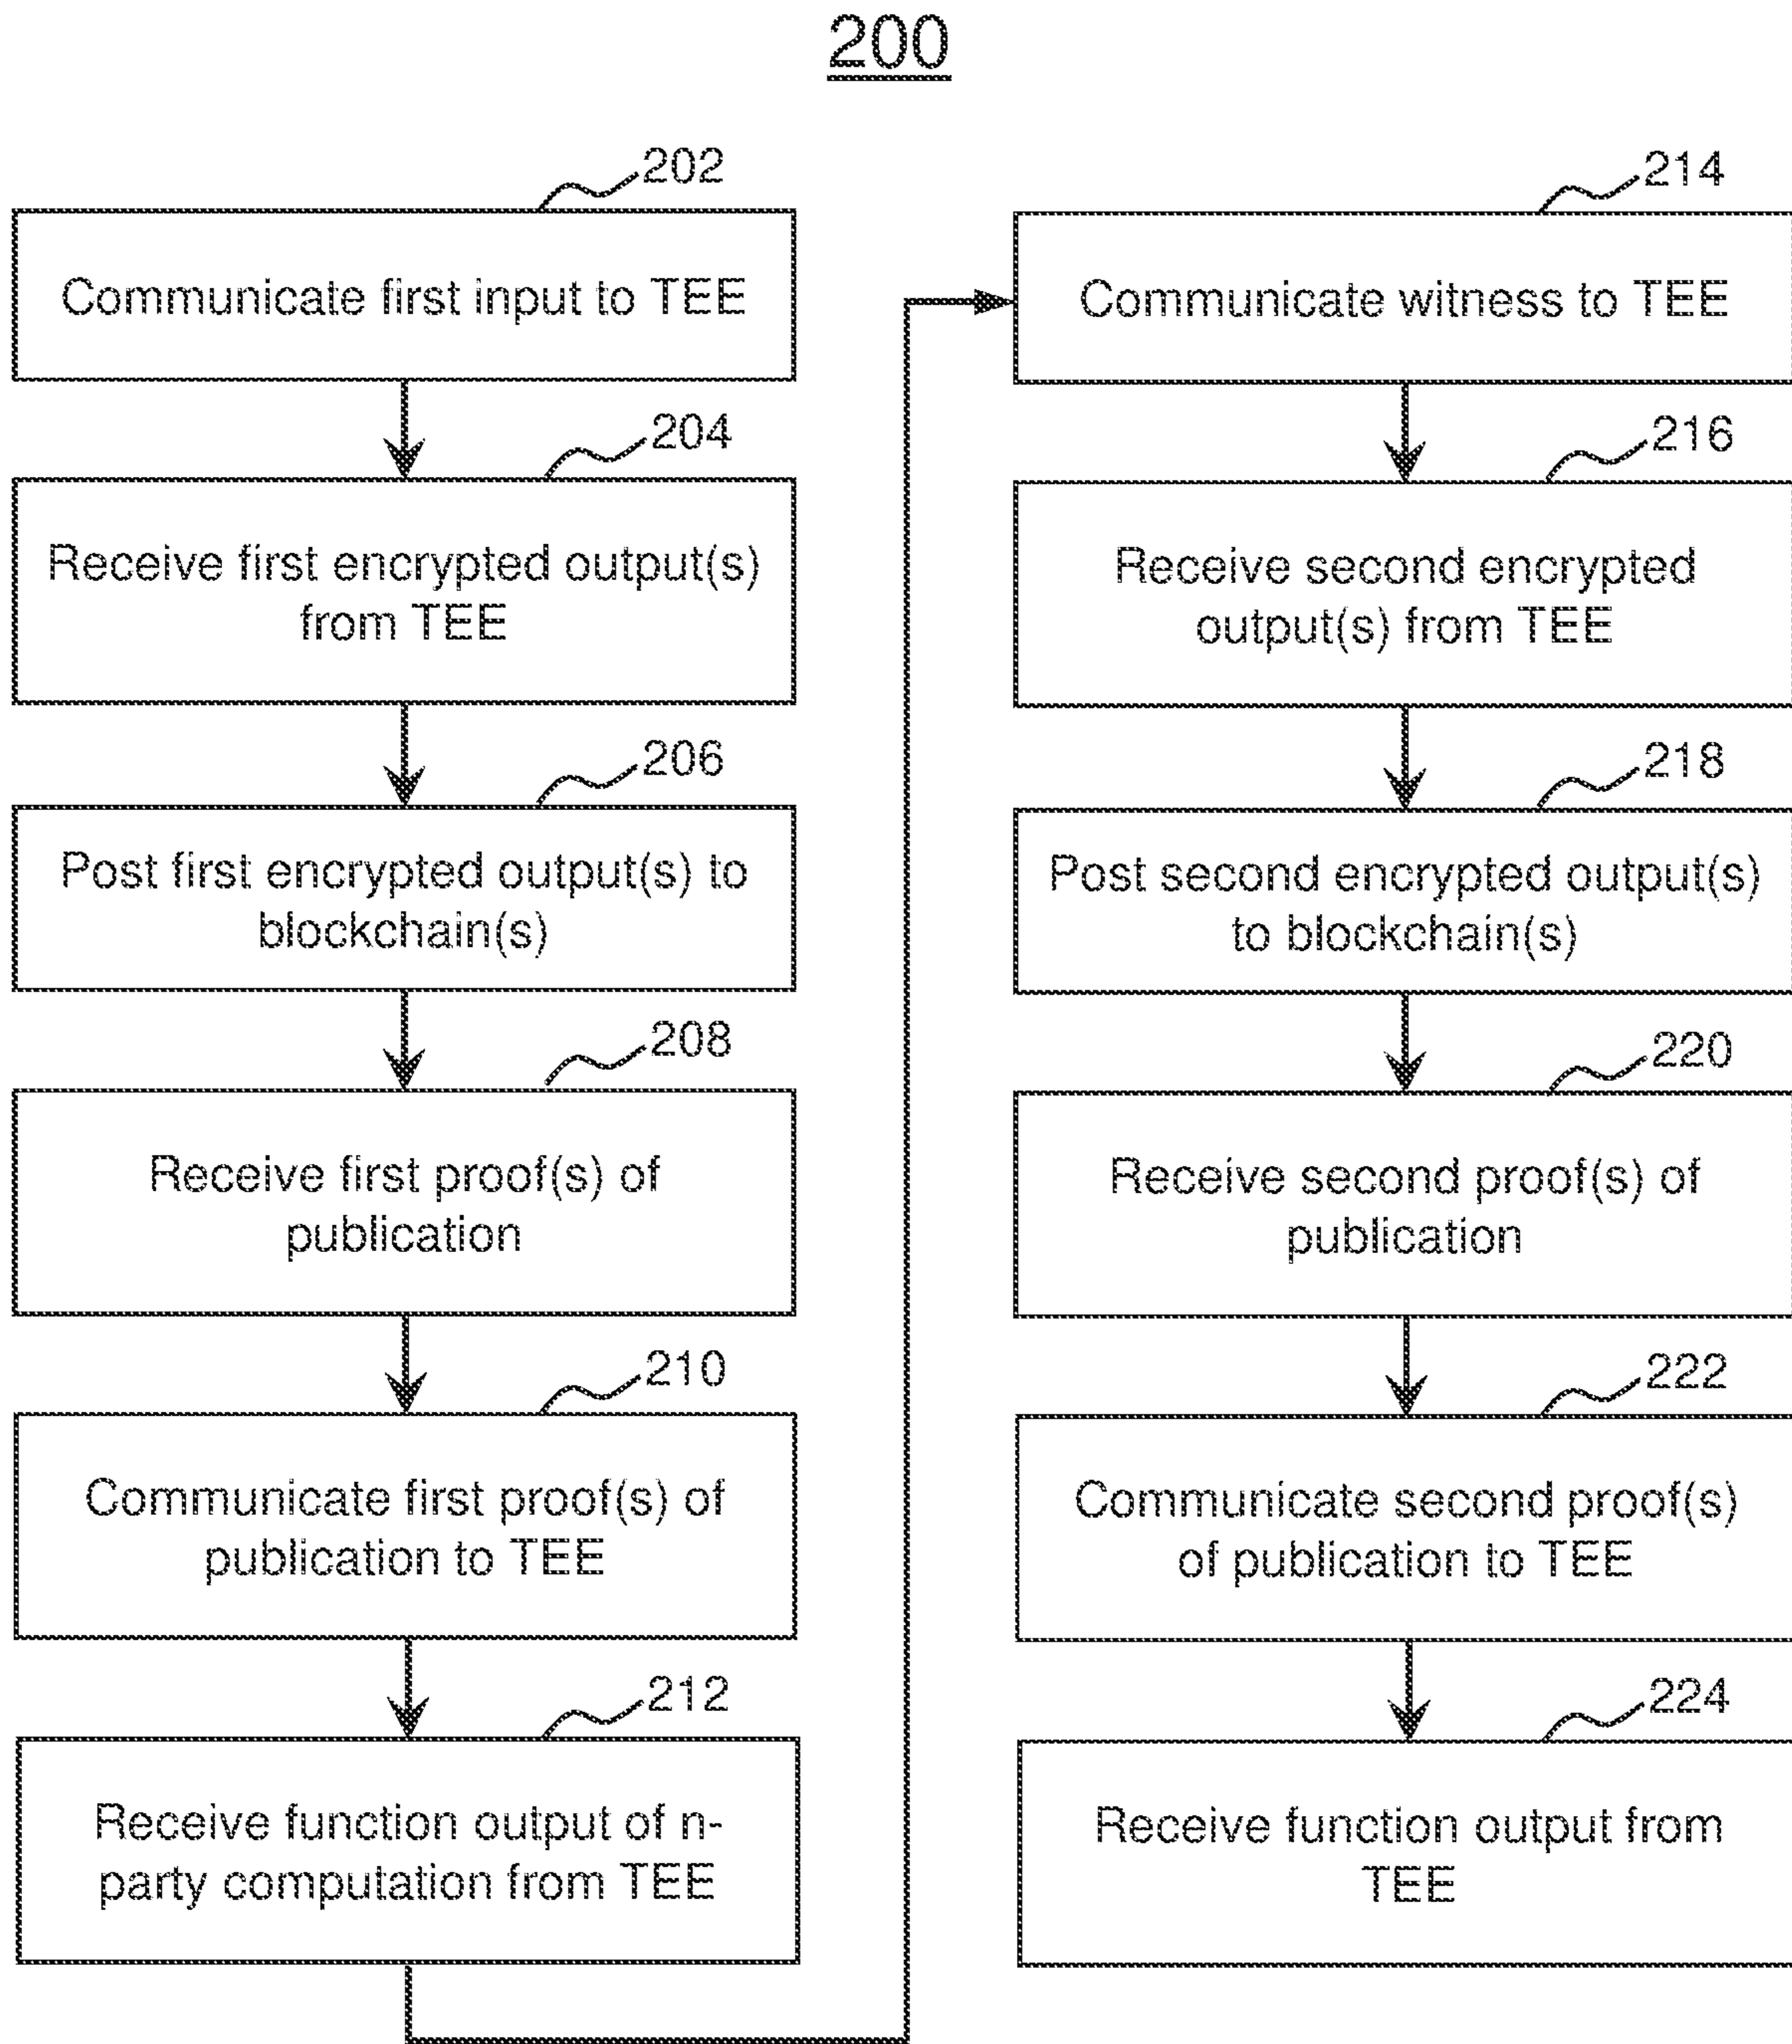 200
202
Communicate first input to TEE
204
Receive first encrypted output(s)
from TEE
206
Post first encrypted output(s) to
blockchain(s)
208
Receive first proof(s) of
publication
210
Communicate first proof(s) of
publication to TEE
212
Receive function output of n-
party computation from TEE
214
Communicate witness to TEE
216
Receive second encrypted
output(s) from TEE
218
Post second encrypted output(s)
to blockchain(s)
220
Receive second proof(s) of
publication
222
Communicate second proof(s)
of publication to TEE
224
Receive function output from
TEE